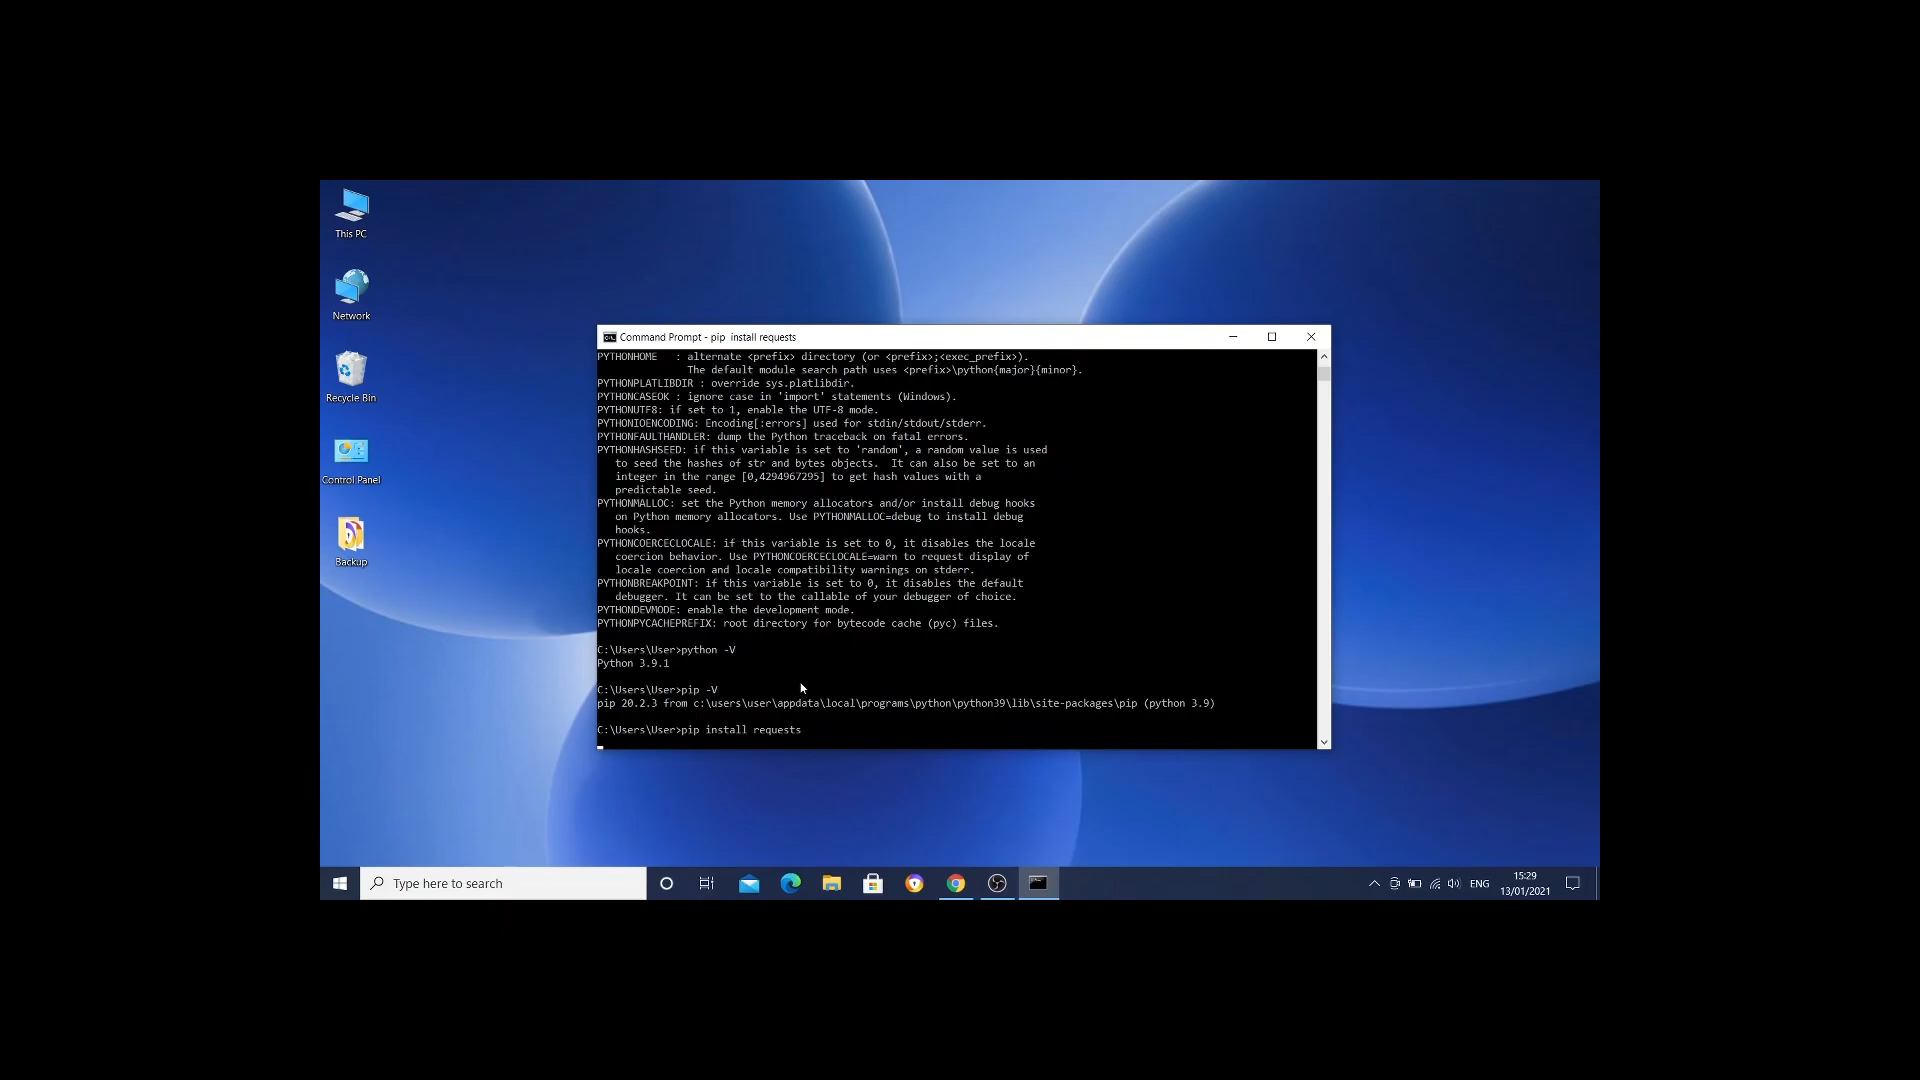 This PC
Network
Recycle Bin
Control Panel
Backup
Command Prompt - pip  install requests
PYTHONHOME   : alternate <prefix> directory (or <prefix>;<exec_prefix>).
               The default module search path uses <prefix>\python{major}{minor}.
PYTHONPLATLIBDIR : override sys.platlibdir.
PYTHONCASEOK : ignore case in 'import' statements (Windows).
PYTHONUTF8: if set to 1, enable the UTF-8 mode.
PYTHONIOENCODING: Encoding[:errors] used for stdin/stdout/stderr.
PYTHONFAULTHANDLER: dump the Python traceback on fatal errors.
PYTHONHASHSEED: if this variable is set to 'random', a random value is used
   to seed the hashes of str and bytes objects.  It can also be set to an
   integer in the range [0,4294967295] to get hash values with a
   predictable seed.
PYTHONMALLOC: set the Python memory allocators and/or install debug hooks
   on Python memory allocators. Use PYTHONMALLOC=debug to install debug
   hooks.
PYTHONCOERCECLOCALE: if this variable is set to 0, it disables the locale
   coercion behavior. Use PYTHONCOERCECLOCALE=warn to request display of
   locale coercion and locale compatibility warnings on stderr.
PYTHONBREAKPOINT: if this variable is set to 0, it disables the default
   debugger. It can be set to the callable of your debugger of choice.
PYTHONDEVMODE: enable the development mode.
PYTHONPYCACHEPREFIX: root directory for bytecode cache (pyc) files.
C:\Users\User>python -V
Python 3.9.1
C:\Users\User>pip -V
pip 20.2.3 from c:\users\user\appdata\local\programs\python\python39\lib\site-packages\pip (python 3.9)
C:\Users\User>pip install requests
Type here to search
ENG
15:29
13/01/2021